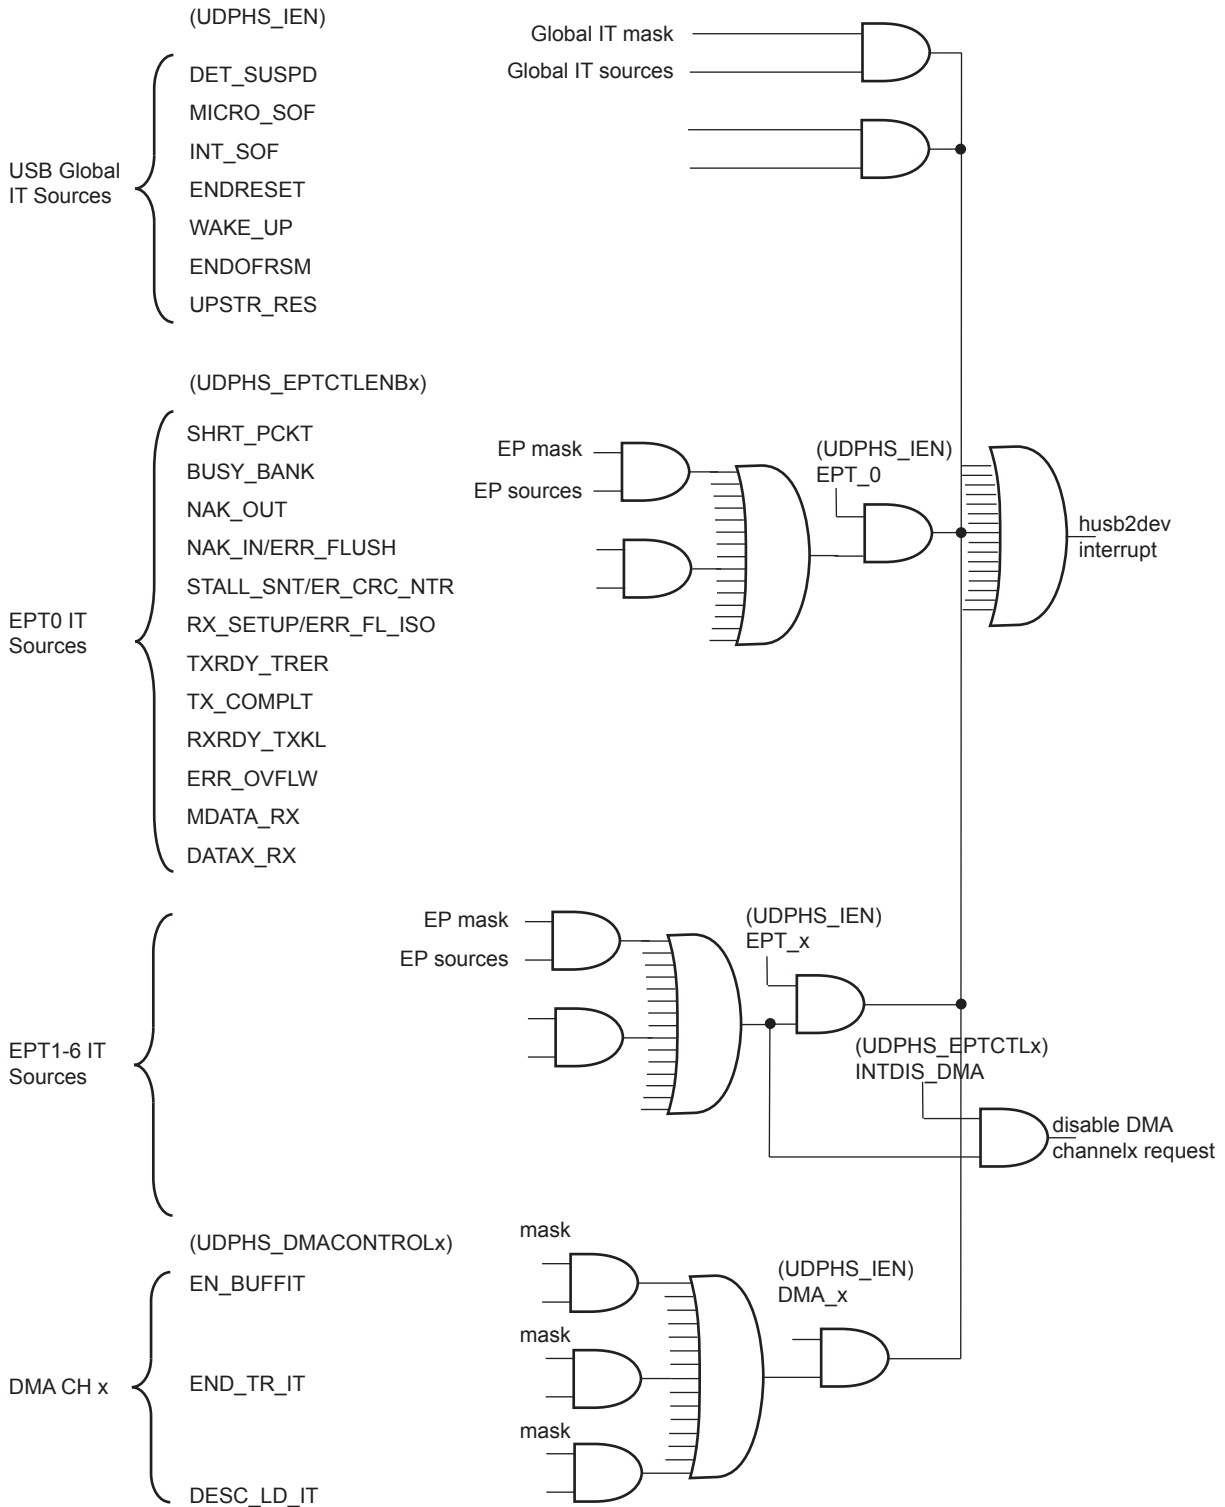 (UDPHS_IEN)
Global IT mask
Global IT sources
DET_SUSPD
MICRO_SOF
INT_SOF
ENDRESET
WAKE_UP
ENDOFRSM
UPSTR_RES
USB Global
IT Sources
(UDPHS_EPTCTLENBx)
SHRT_PCKT
BUSY_BANK
NAK_OUT
NAK_IN/ERR_FLUSH
STALL_SNT/ER_CRC_NTR
RX_SETUP/ERR_FL_ISO
TXRDY_TRER
TX_COMPLT
RXRDY_TXKL
ERR_OVFLW
MDATA_RX
DATAX_RX
EPT0 IT
Sources
EP mask
EP sources
(UDPHS_IEN)
EPT_0
husb2dev
interrupt
EPT1-6 IT
Sources
EP mask
EP sources
(UDPHS_IEN)
EPT_x
(UDPHS_EPTCTLx)
INTDIS_DMA
disable DMA
channelx request
(UDPHS_DMACONTROLx)
EN_BUFFIT
END_TR_IT
DESC_LD_IT
DMA CH x
mask
mask
mask
(UDPHS_IEN)
DMA_x